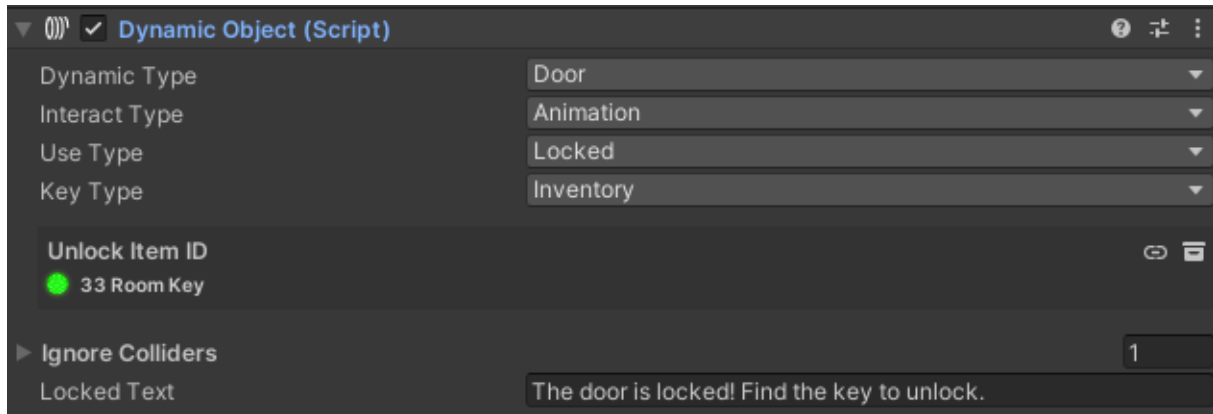 Dynamic Object (Script)
Dynamic Type Door
Interact Type Animation
Use Type Locked
Key Type Inventory
Unlock Item ID
33 Room Key
Ignore Colliders 1
Locked Text The door is locked! Find the key to unlock.